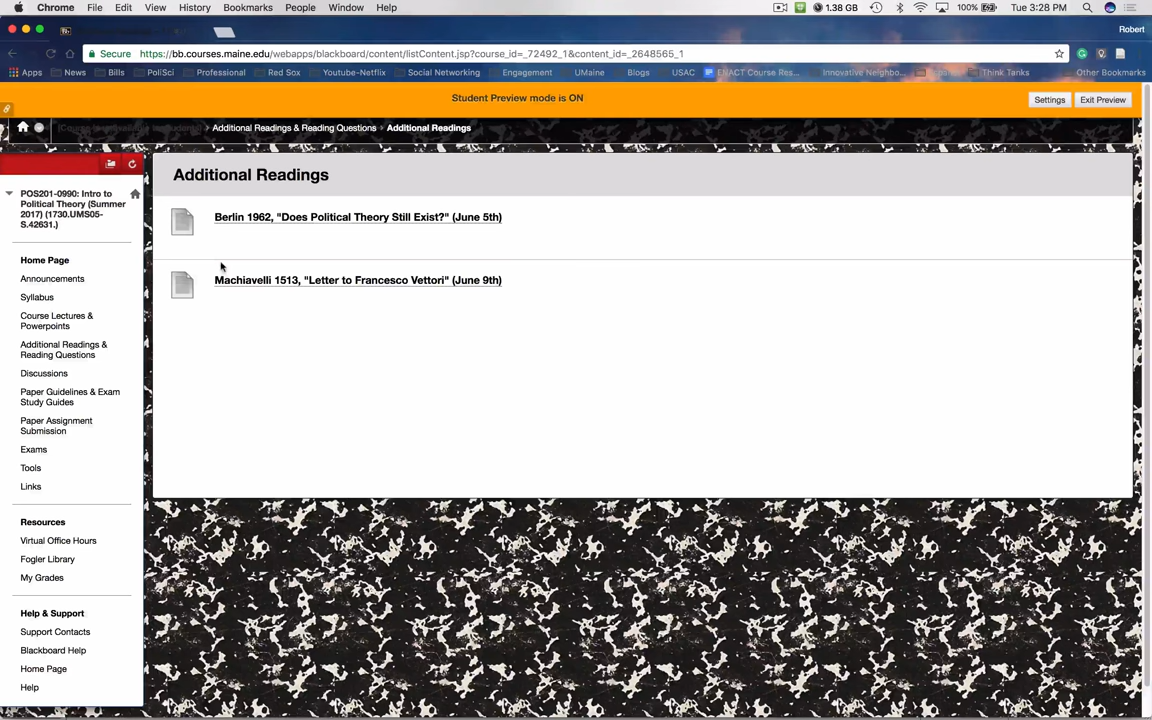 Chrome File Edit View History Bookmarks People Window Help 1.38 GB 100% Tue 3:28 PM
Robert
Secure https://bb.courses.maine.edu/webapps/blackboard/content/listContent.jsp?course_id=_72492_1&content_id=_2648565_1
Apps News Bills PoliSci Professional Red Sox Youtube-Netflix Social Networking Engagement UMaine Blogs USAC ENACT Course Res... Innovative Neighbo... Think Tanks Other Bookmarks
Student Preview mode is ON
Settings Exit Preview
Additional Readings & Reading Questions Additional Readings
Additional Readings
Berlin 1962, "Does Political Theory Still Exist?" (June 5th)
Machiavelli 1513, "Letter to Francesco Vettori" (June 9th)
POS201-0990: Intro to
Political Theory (Summer
2017) (1730.UMS05-
S.42631.)
Home Page
Announcements
Syllabus
Course Lectures &
Powerpoints
Additional Readings &
Reading Questions
Discussions
Paper Guidelines & Exam
Study Guides
Paper Assignment
Submission
Exams
Tools
Links
Resources
Virtual Office Hours
Fogler Library
My Grades
Help & Support
Support Contacts
Blackboard Help
Home Page
Help